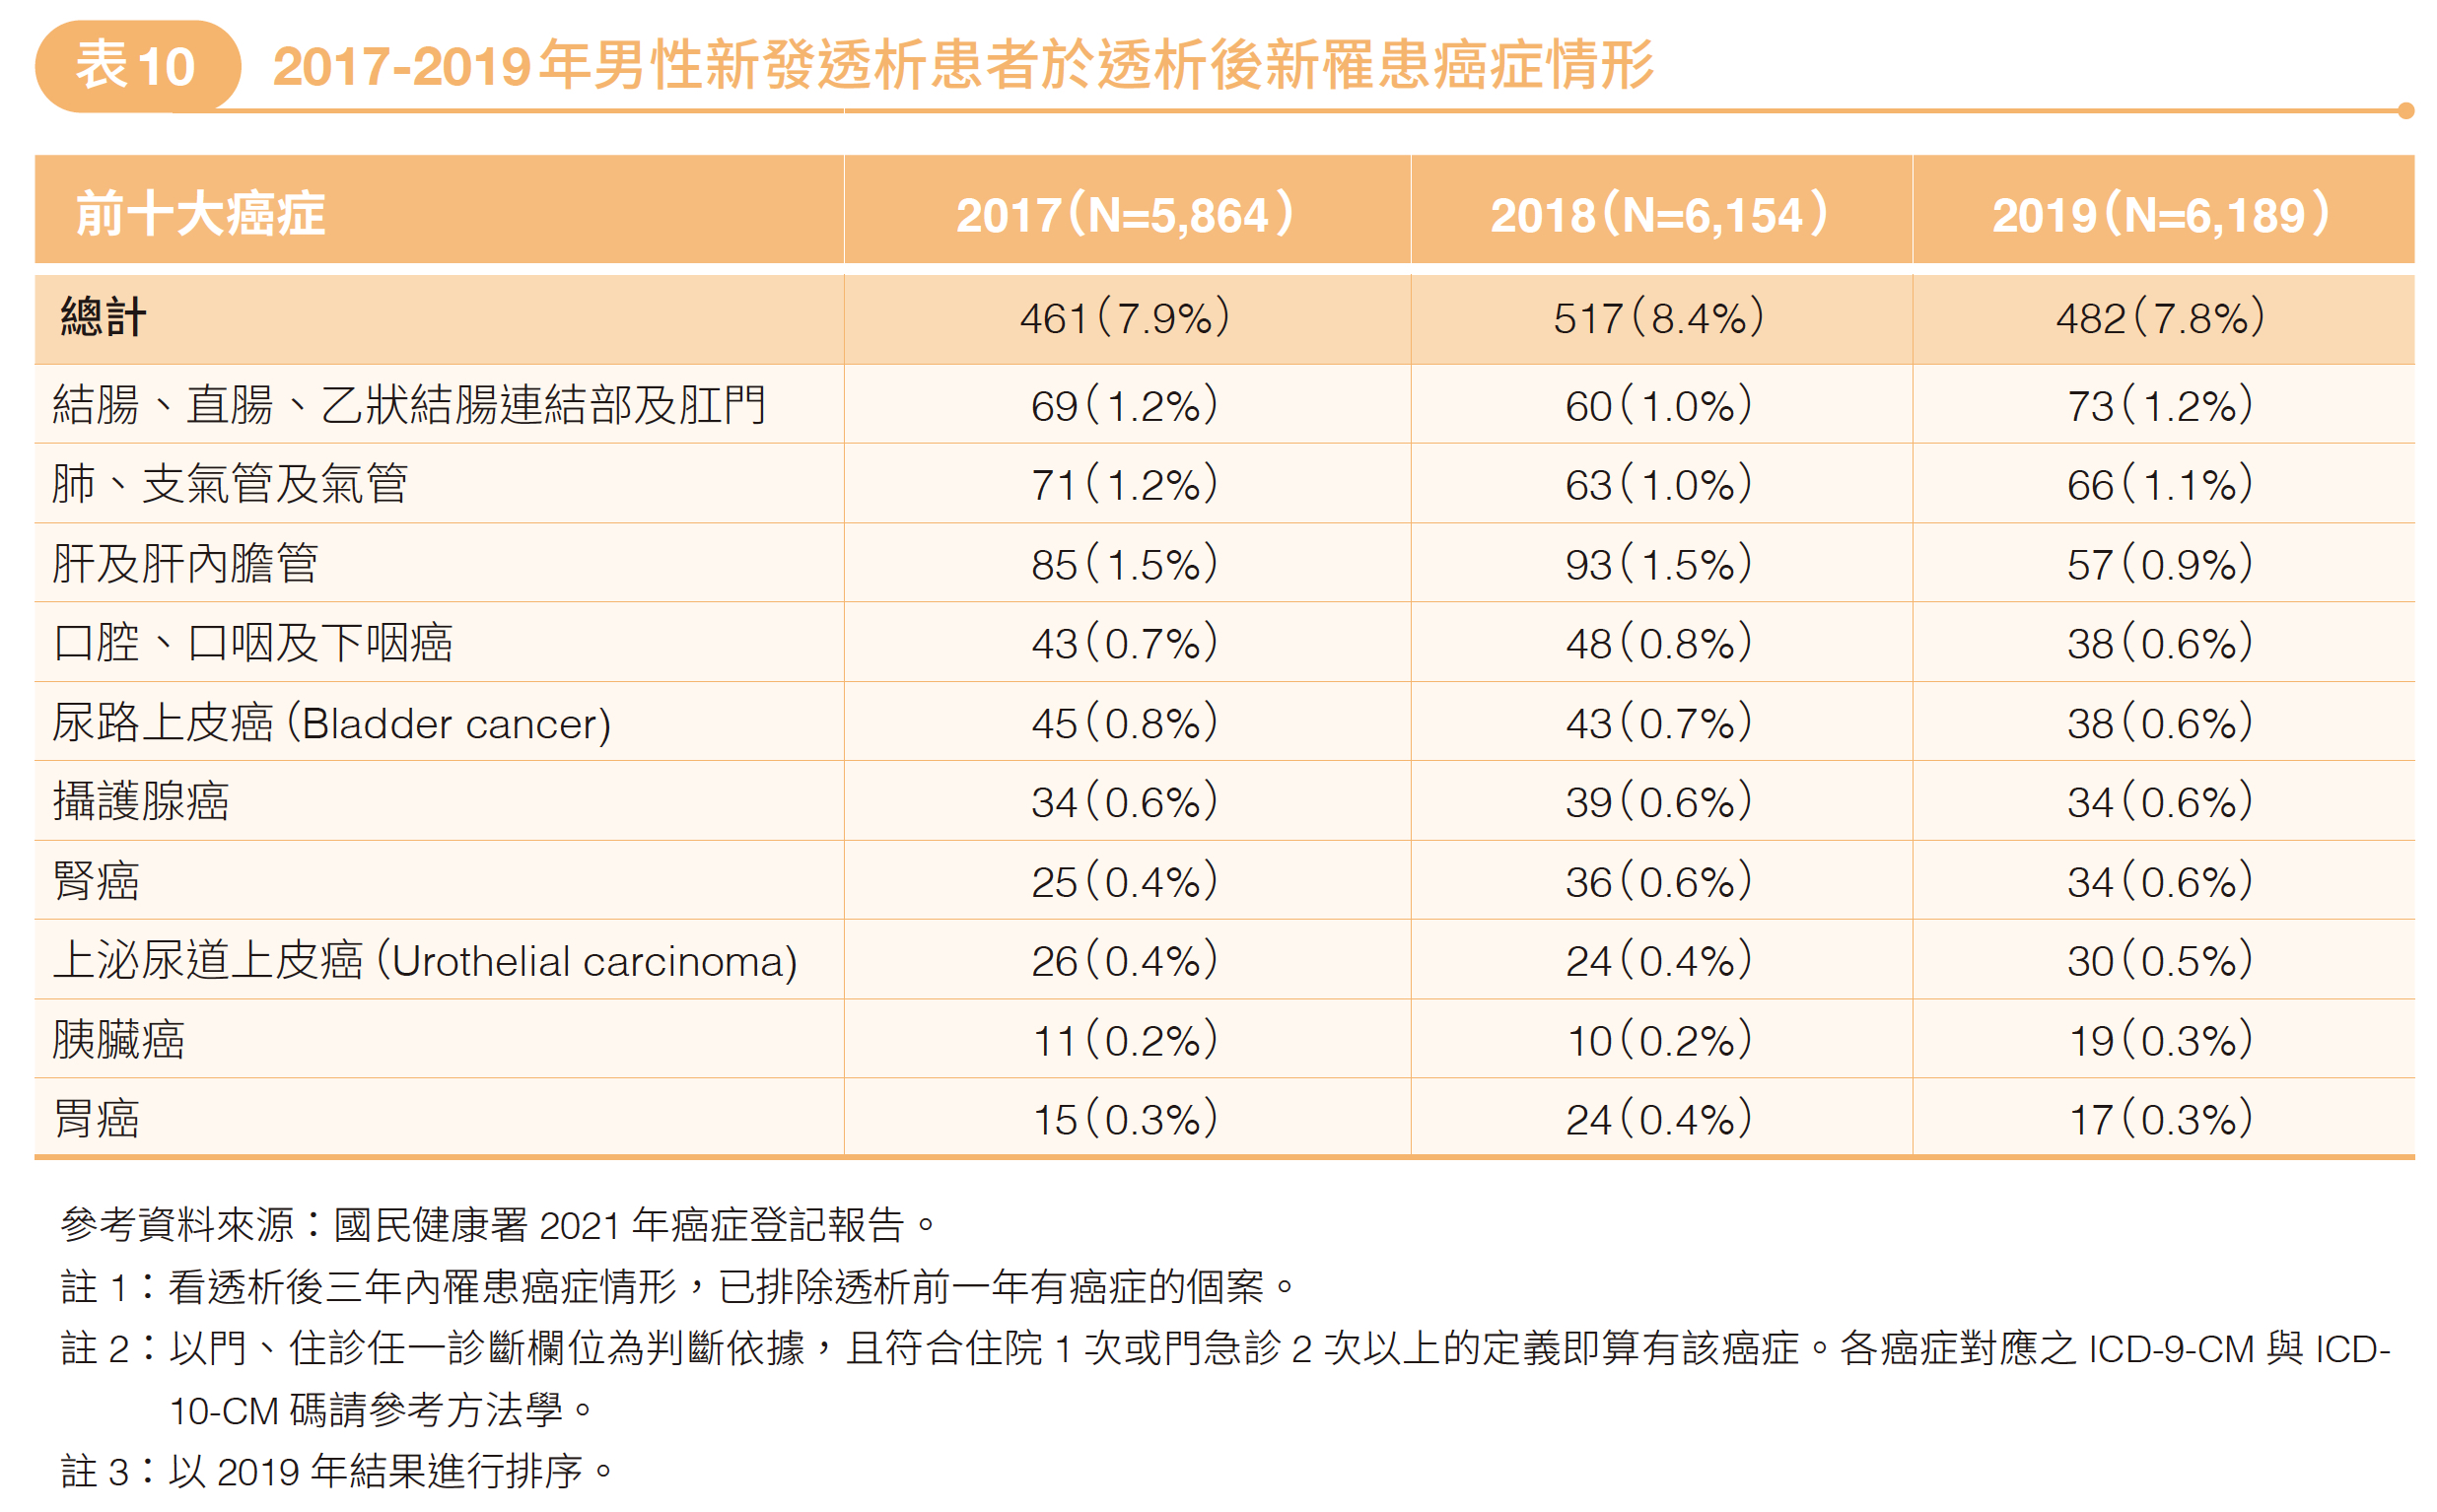 表10 2017-2019年男性新發透析患者於透析後新罹患癌症情形
前十大癌症 2017(N=5,864) 2018(N=6,154) 2019(N=6,189)
總計 461(7.9%) 517(8.4%) 482(7.8%)
結腸、直腸、乙狀結腸連結部及肛門 69(1.2%) 60(1.0%) 73(1.2%)
肺、支氣管及氣管 71(1.2%) 63(1.0%) 66(1.1%)
肝及肝內膽管 85(1.5%) 93(1.5%) 57(0.9%)
口腔、口咽及下咽癌 43(0.7%) 48(0.8%) 38(0.6%)
尿路上皮癌(Bladder cancer) 45(0.8%) 43(0.7%) 38(0.6%)
攝護腺癌 34(0.6%) 39(0.6%) 34(0.6%)
腎癌 25(0.4%) 36(0.6%) 34(0.6%)
上泌尿道上皮癌(Urothelial carcinoma) 26(0.4%) 24(0.4%) 30(0.5%)
胰臟癌 11(0.2%) 10(0.2%) 19(0.3%)
胃癌 15(0.3%) 24(0.4%) 17(0.3%)
參考資料來源：國民健康署 2021 年癌症登記報告。
註 1：看透析後三年內罹患癌症情形，已排除透析前一年有癌症的個案。
註 2：以門、住診任一診斷欄位為判斷依據，且符合住院 1 次或門急診 2 次以上的定義即算有該癌症。各癌症對應之 ICD-9-CM 與 ICD-
10-CM 碼請參考方法學。
註 3：以 2019 年結果進行排序。